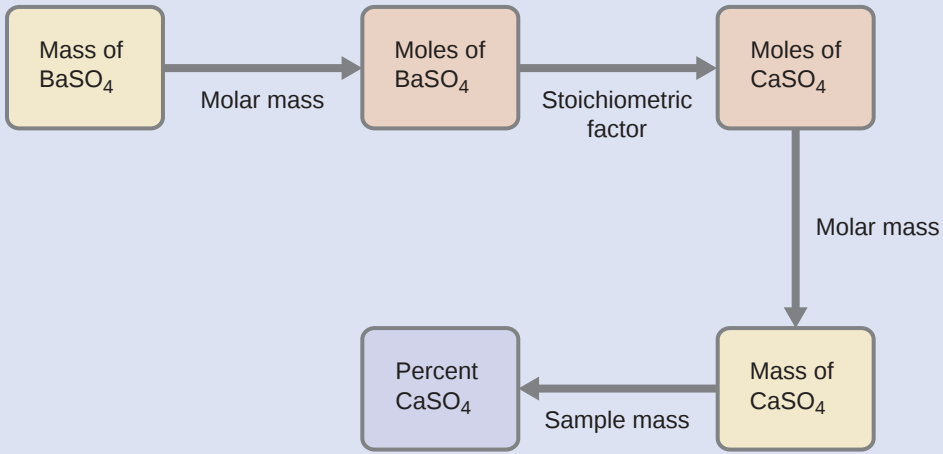 Mass of
BaSO₄
Molar mass
Moles of
BaSO₄
Stoichiometric
factor
Moles of
CaSO₄
Molar mass
Mass of
CaSO₄
Sample mass
Percent
CaSO₄